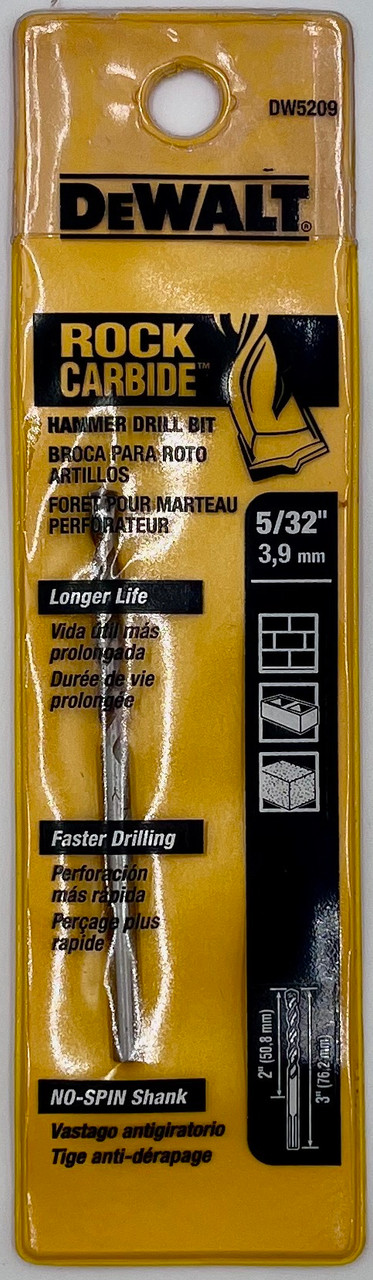 DW5209
DEWALT®
ROCK
CARBIDE™
HAMMER DRILL BIT
BROCA PARA ROTO
ARTILLOS
FORET POUR MARTEAU
PERFORATEUR
5/32"
3,9 mm
Longer Life
Vida útil más
prolongada
Durée de vie
prolongée
Faster Drilling
Perforación
más rápida
Perçage plus
rapide
2" (50,8 mm)
3" (76,2 mm)
NO-SPIN Shank
Vastago antigiratorio
Tige anti-dérapage